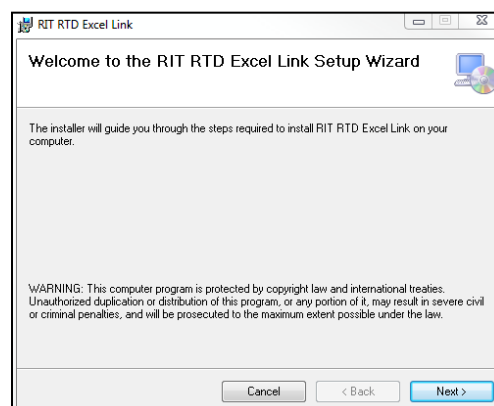 RIT RTD Excel Link
Welcome to the RIT RTD Excel Link Setup Wizard
The installer will guide you through the steps required to install RIT RTD Excel Link on your
computer.
WARNING: This computer program is protected by copyright law and international treaties.
Unauthorized duplication or distribution of this program, or any portion of it, may result in severe civil
or criminal penalties, and will be prosecuted to the maximum extent possible under the law.
Cancel < Back Next >